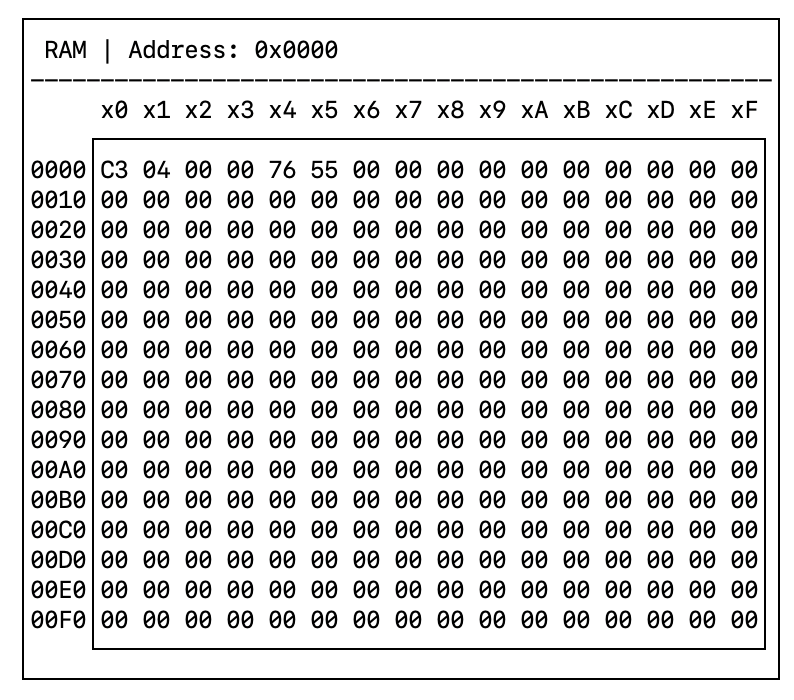 RAM | Address: 0x0000
x0 x1 x2 x3 x4 x5 x6 x7 x8 x9 xA xB xC xD xE xF
0000 C3 04 00 00 76 55 00 00 00 00 00 00 00 00 00 00
0010 00 00 00 00 00 00 00 00 00 00 00 00 00 00 00 00
0020 00 00 00 00 00 00 00 00 00 00 00 00 00 00 00 00
0030 00 00 00 00 00 00 00 00 00 00 00 00 00 00 00 00
0040 00 00 00 00 00 00 00 00 00 00 00 00 00 00 00 00
0050 00 00 00 00 00 00 00 00 00 00 00 00 00 00 00 00
0060 00 00 00 00 00 00 00 00 00 00 00 00 00 00 00 00
0070 00 00 00 00 00 00 00 00 00 00 00 00 00 00 00 00
0080 00 00 00 00 00 00 00 00 00 00 00 00 00 00 00 00
0090 00 00 00 00 00 00 00 00 00 00 00 00 00 00 00 00
00A0 00 00 00 00 00 00 00 00 00 00 00 00 00 00 00 00
00B0 00 00 00 00 00 00 00 00 00 00 00 00 00 00 00 00
00C0 00 00 00 00 00 00 00 00 00 00 00 00 00 00 00 00
00D0 00 00 00 00 00 00 00 00 00 00 00 00 00 00 00 00
00E0 00 00 00 00 00 00 00 00 00 00 00 00 00 00 00 00
00F0 00 00 00 00 00 00 00 00 00 00 00 00 00 00 00 00